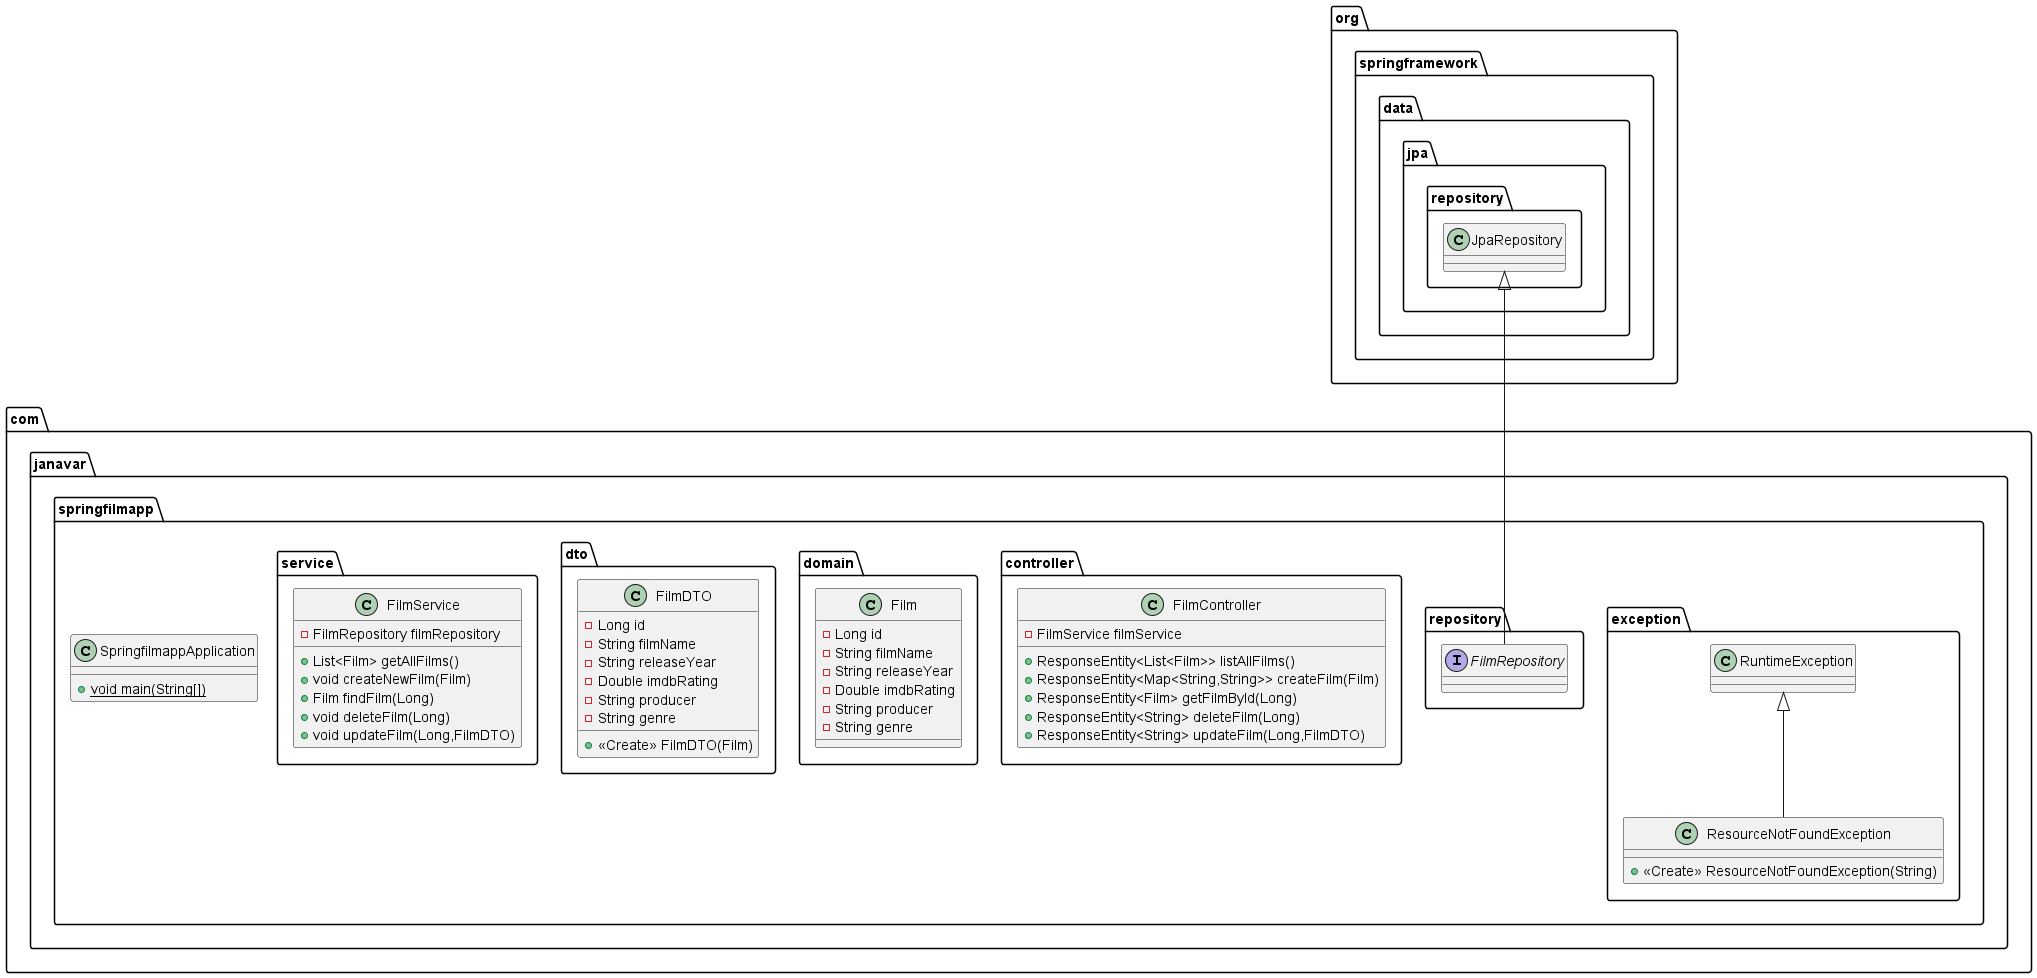 org
springframework
data
jpa
repository
C JpaRepository
com
janavar
springfilmapp
C SpringfilmappApplication
void main(String[])
service
C FilmService
FilmRepository filmRepository
List<Film> getAllFilms()
void createNewFilm(Film)
Film findFilm(Long)
void deleteFilm(Long)
void updateFilm(Long,FilmDTO)
dto
C FilmDTO
Long id
String filmName
String releaseYear
Double imdbRating
String producer
String genre
«Create» FilmDTO(Film)
domain
C Film
Long id
String filmName
String releaseYear
Double imdbRating
String producer
String genre
controller
C FilmController
FilmService filmService
ResponseEntity<List<Film>> listAllFilms()
ResponseEntity<Map<String,String>> createFilm(Film)
ResponseEntity<Film> getFilmById(Long)
ResponseEntity<String> deleteFilm(Long)
ResponseEntity<String> updateFilm(Long,FilmDTO)
repository
I FilmRepository
exception
C RuntimeException
C ResourceNotFoundException
«Create» ResourceNotFoundException(String)